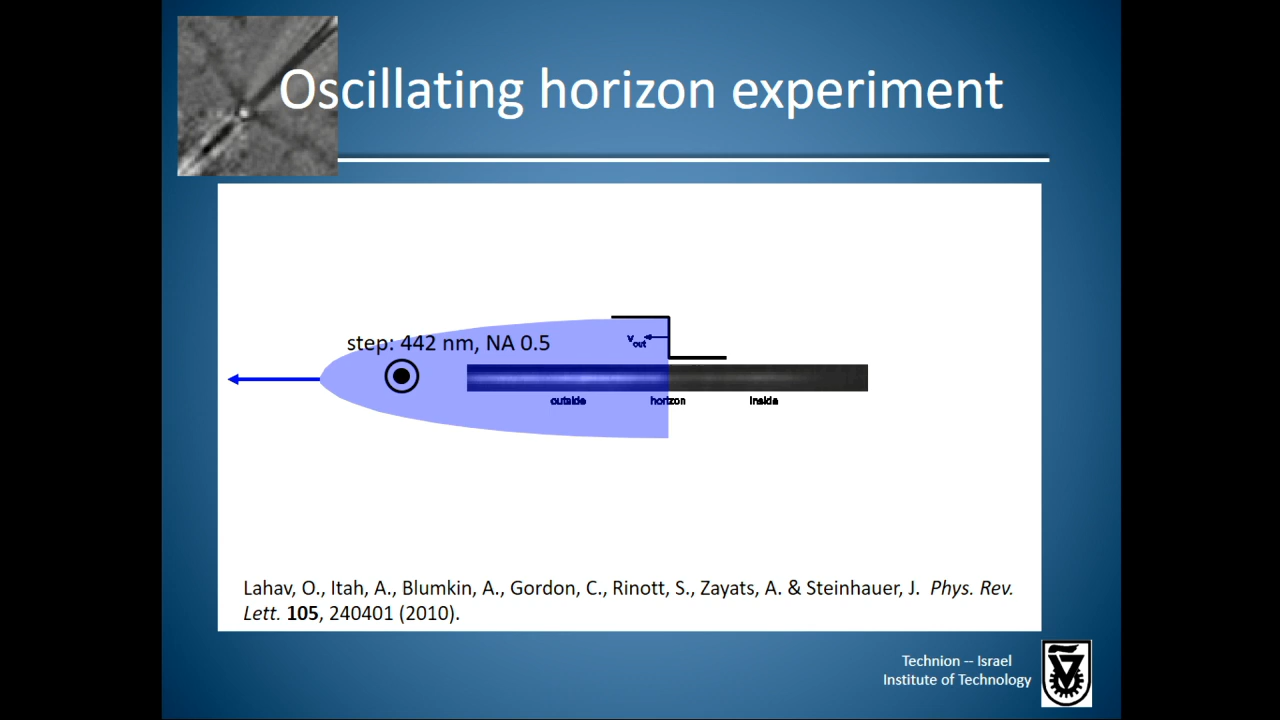 Oscillating horizon experiment
step: 442 nm, NA 0.5
vout
outside horizon inside
Lahav, O., Itah, A., Blumkin, A., Gordon, C., Rinott, S., Zayats, A. & Steinhauer, J. Phys. Rev.
Lett. 105, 240401 (2010).
Technion -- Israel
Institute of Technology